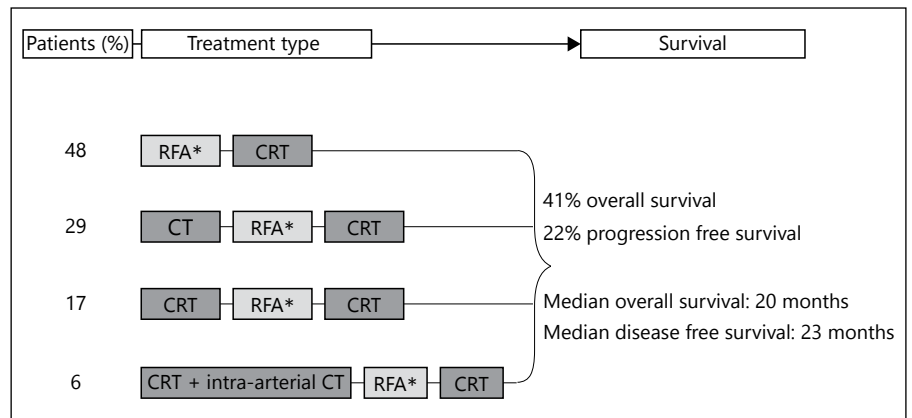 Patients (%) Treatment type Survival
48 RFA* CRT
41% overall survival
29 CT RFA* CRT
22% progression free survival
17 CRT RFA* CRT
Median overall survival: 20 months
Median disease free survival: 23 months
6 CRT + intra-arterial CT RFA* CRT